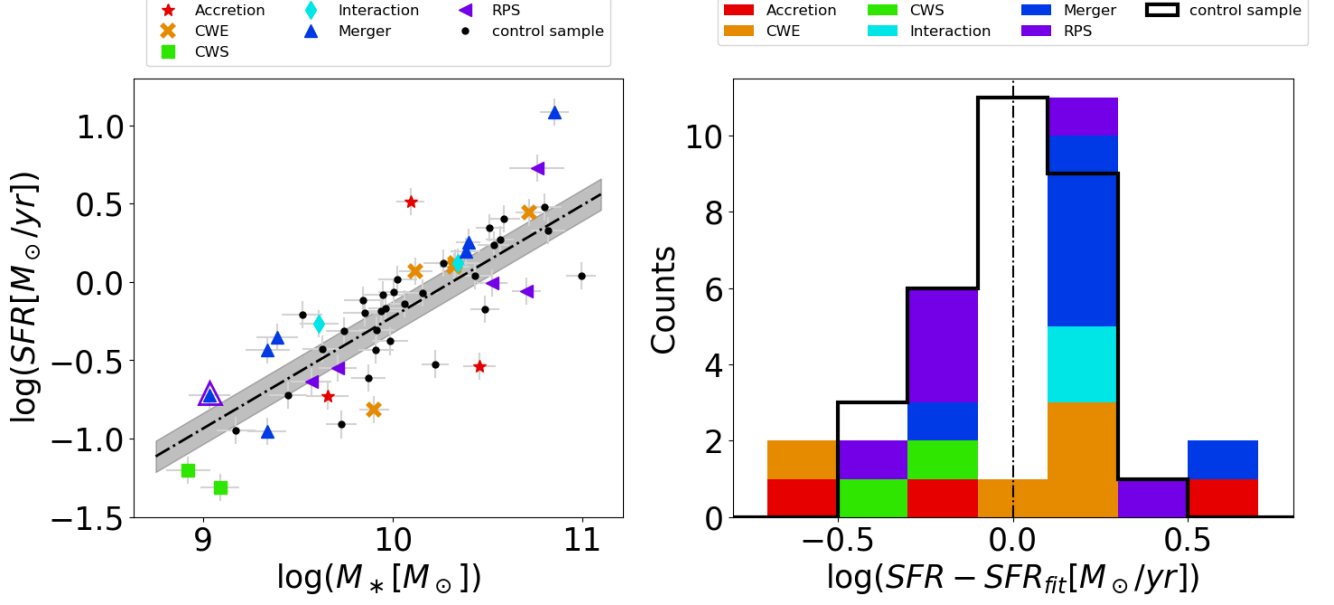 Accretion Interaction RPS
CWE Merger control sample
CWS
1.0
0.5
0.0
−0.5
−1.0
−1.5
9 10 11
log(SFR[M⊙/yr])
log(M*[M⊙])
Accretion CWS Merger control sample
CWE Interaction RPS
10
8
6
4
2
0
−0.5 0.0 0.5
Counts
log(SFR − SFRfit[M⊙/yr])